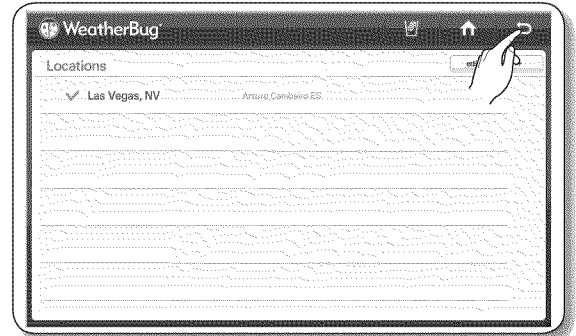 WeatherBug
Locations
Las Vegas, NV
Arturo Cambeiro ES